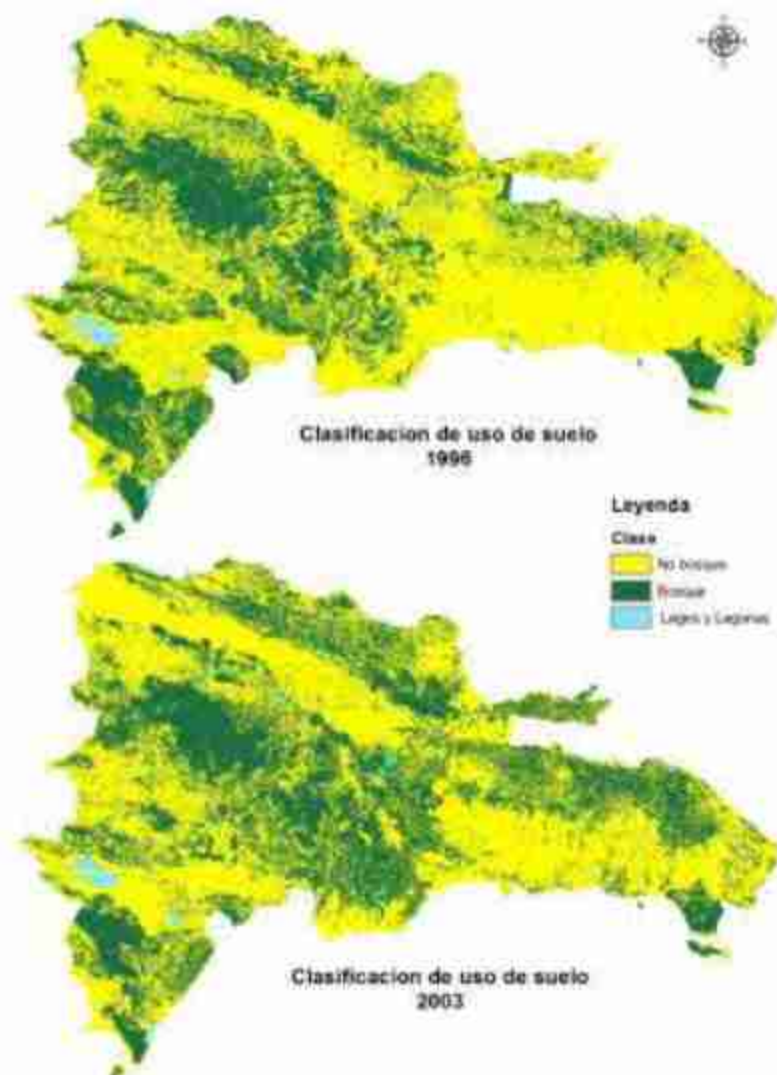 Clasificacion de uso de suelo
1996
Leyenda
Clase
No bosque
Bosque
Lagos y Lagunas
Clasificacion de uso de suelo
2003